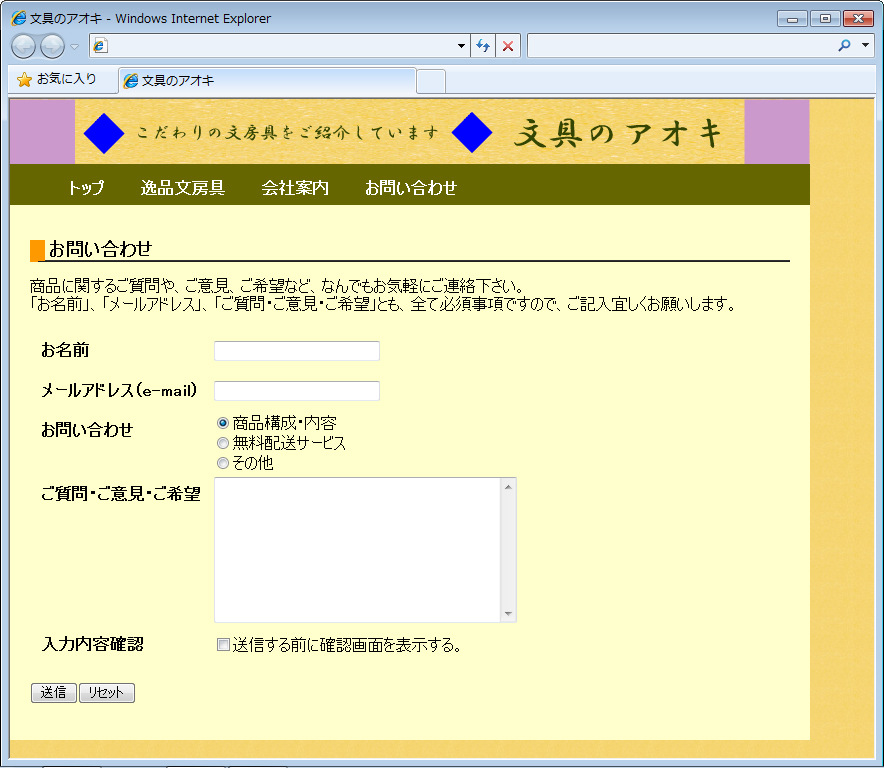 文具のアオキ - Windows Internet Explorer
お気に入り
文具のアオキ
こだわりの文房具をご紹介しています 文具のアオキ
トップ 逸品文房具 会社案内 お問い合わせ
お問い合わせ
商品に関するご質問や、ご意見、ご希望など、なんでもお気軽にご連絡下さい。
「お名前」、「メールアドレス」、「ご質問・ご意見・ご希望」とも、全て必須事項ですので、ご記入宜しくお願いします。
お名前
メールアドレス(e-mail)
お問い合わせ
商品構成・内容
無料配送サービス
その他
ご質問・ご意見・ご希望
入力内容確認 送信する前に確認画面を表示する。
送信 リセット